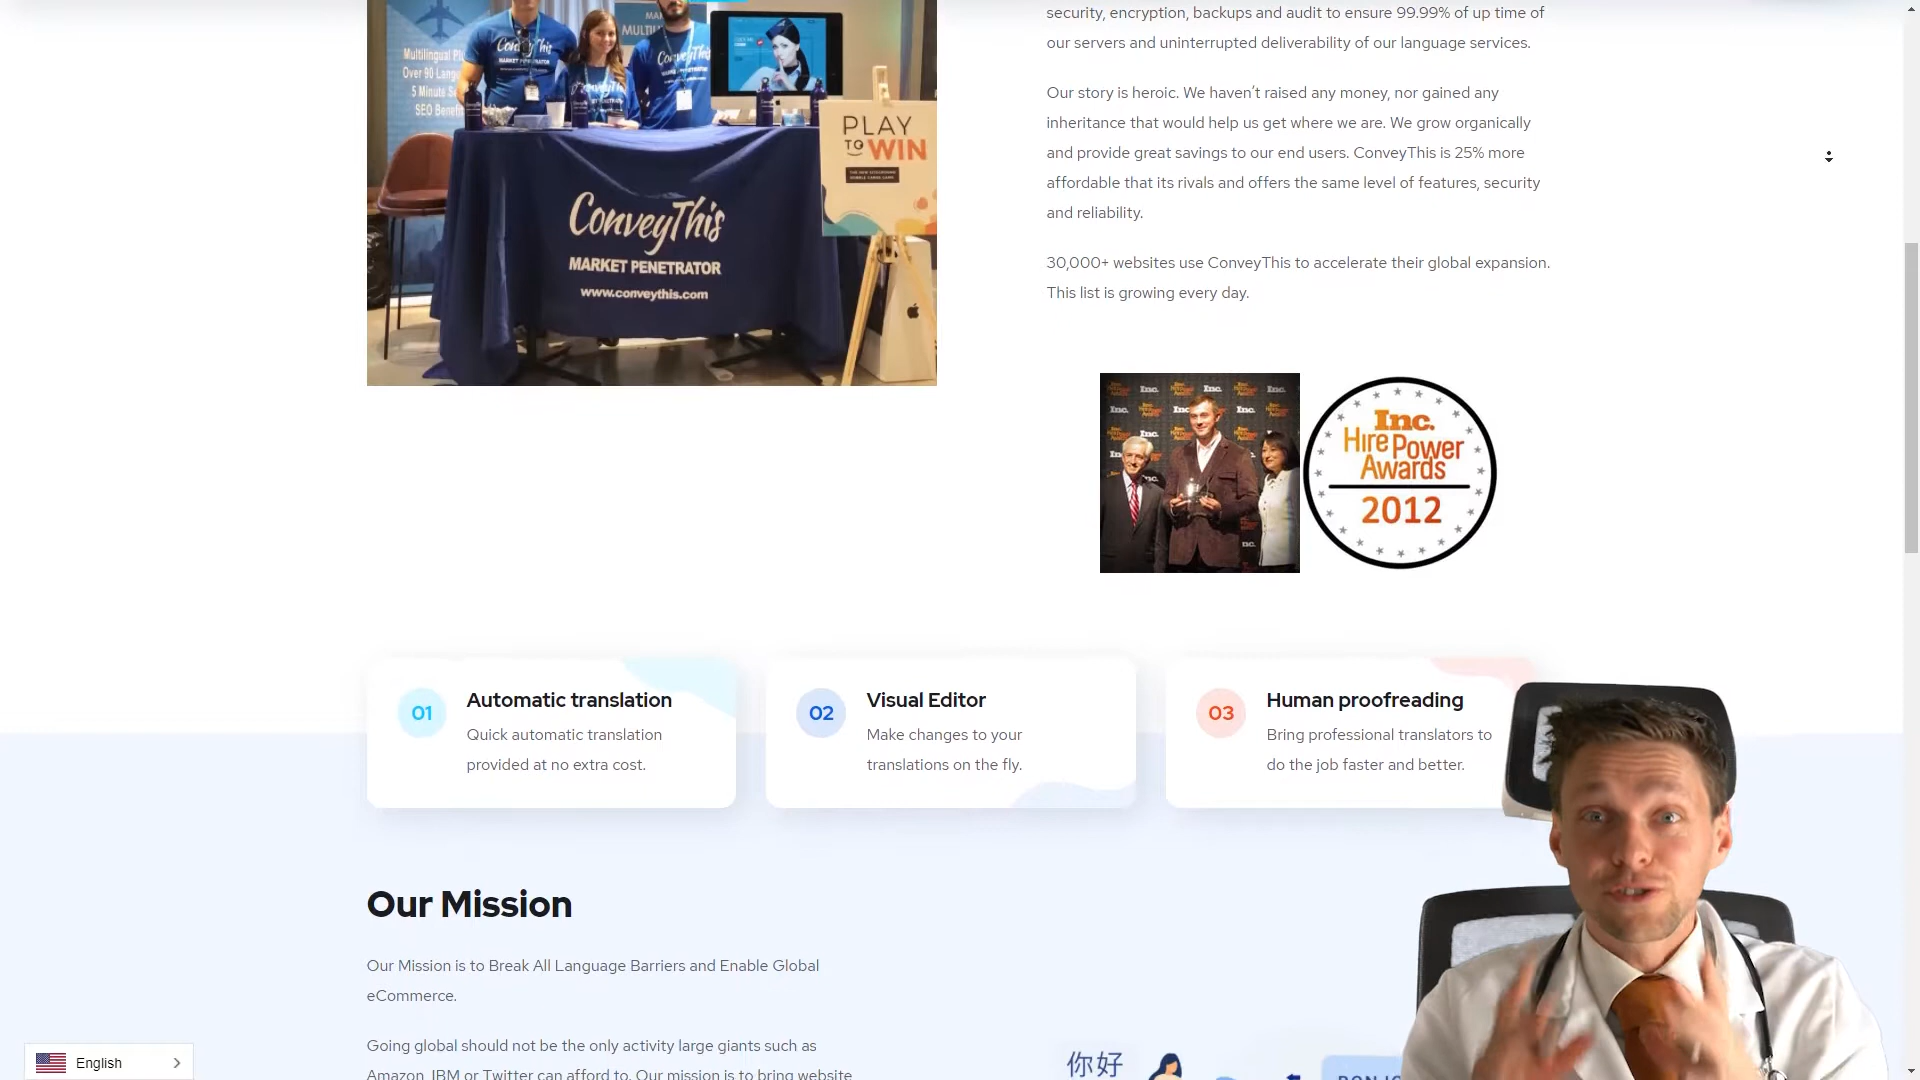 Multilingual
Over 90
5 Minute
SEO
ConveyThis
MARKET PENETRATOR
ConveyThis
MARKET PENETRATOR
www.conveythis.com
PLAY
TO WIN
security, encryption, backups and audit to ensure 99.99% of up time of
our servers and uninterrupted deliverability of our language services.
Our story is heroic. We haven’t raised any money, nor gained any
inheritance that would help us get where we are. We grow organically
and provide great savings to our end users. ConveyThis is 25% more
affordable that its rivals and offers the same level of features, security
and reliability.
30,000+ websites use ConveyThis to accelerate their global expansion.
This list is growing every day.
Inc.
Hire Power
Awards
2012
01
Automatic translation
Quick automatic translation
provided at no extra cost.
02
Visual Editor
Make changes to your
translations on the fly.
03
Human proofreading
Bring professional translators to
do the job faster and better.
Our Mission
Our Mission is to Break All Language Barriers and Enable Global
eCommerce.
Going global should not be the only activity large giants such as
Amazon, IBM or Twitter can afford to. Our mission is to bring website
你好
English